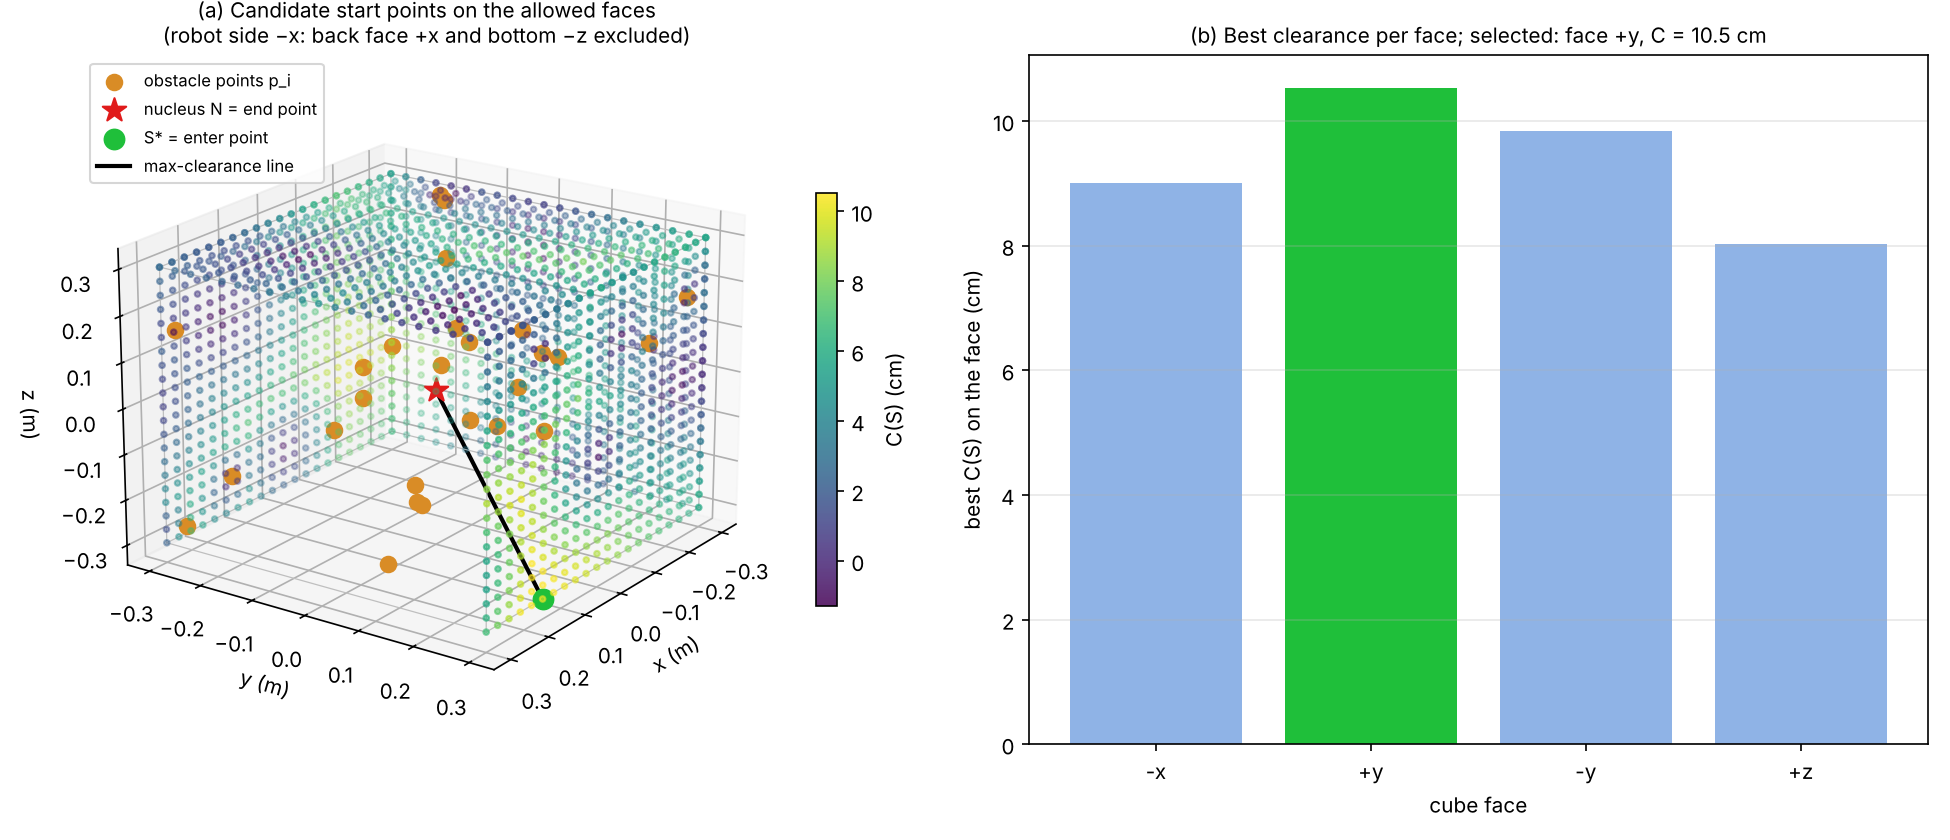 (a) Candidate start points on the allowed faces
(robot side −x: back face +x and bottom −z excluded)
obstacle points p_i
nucleus N = end point
S* = enter point
max-clearance line
0.3
0.2
0.1
0.0
−0.1
−0.2
−0.3
z (m)
−0.3
−0.2
−0.1
0.0
0.1
0.2
0.3
y (m)
−0.3
−0.2
−0.1
0.0
0.1
0.2
0.3
x (m)
10
8
6
4
2
0
C(S) (cm)
(b) Best clearance per face; selected: face +y, C = 10.5 cm
10
8
6
4
2
0
best C(S) on the face (cm)
-x
+y
-y
+z
cube face